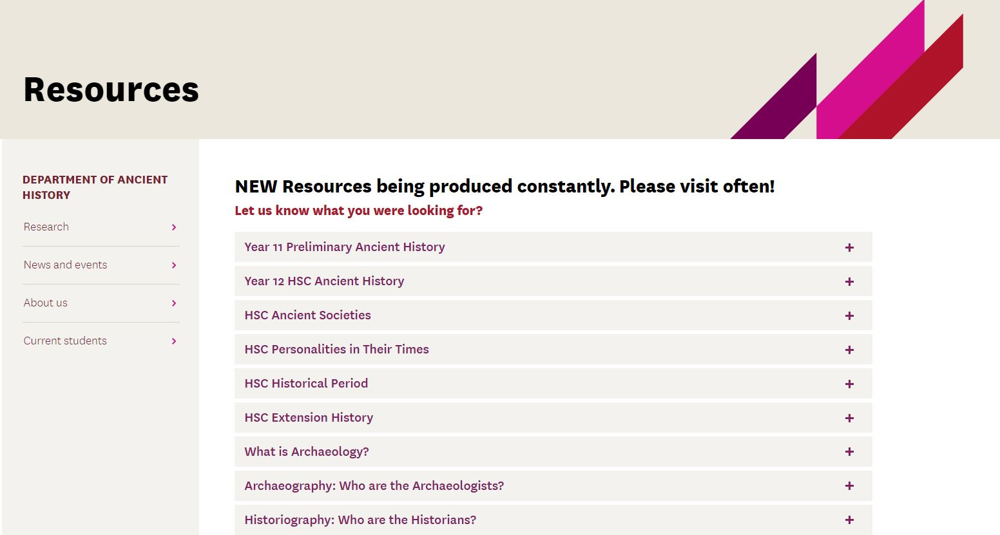 Resources
DEPARTMENT OF ANCIENT
HISTORY
Research
News and events
About us
Current students
NEW Resources being produced constantly. Please visit often!
Let us know what you were looking for?
Year 11 Preliminary Ancient History
Year 12 HSC Ancient History
HSC Ancient Societies
HSC Personalities in Their Times
HSC Historical Period
HSC Extension History
What is Archaeology?
Archaeography: Who are the Archaeologists?
Historiography: Who are the Historians?